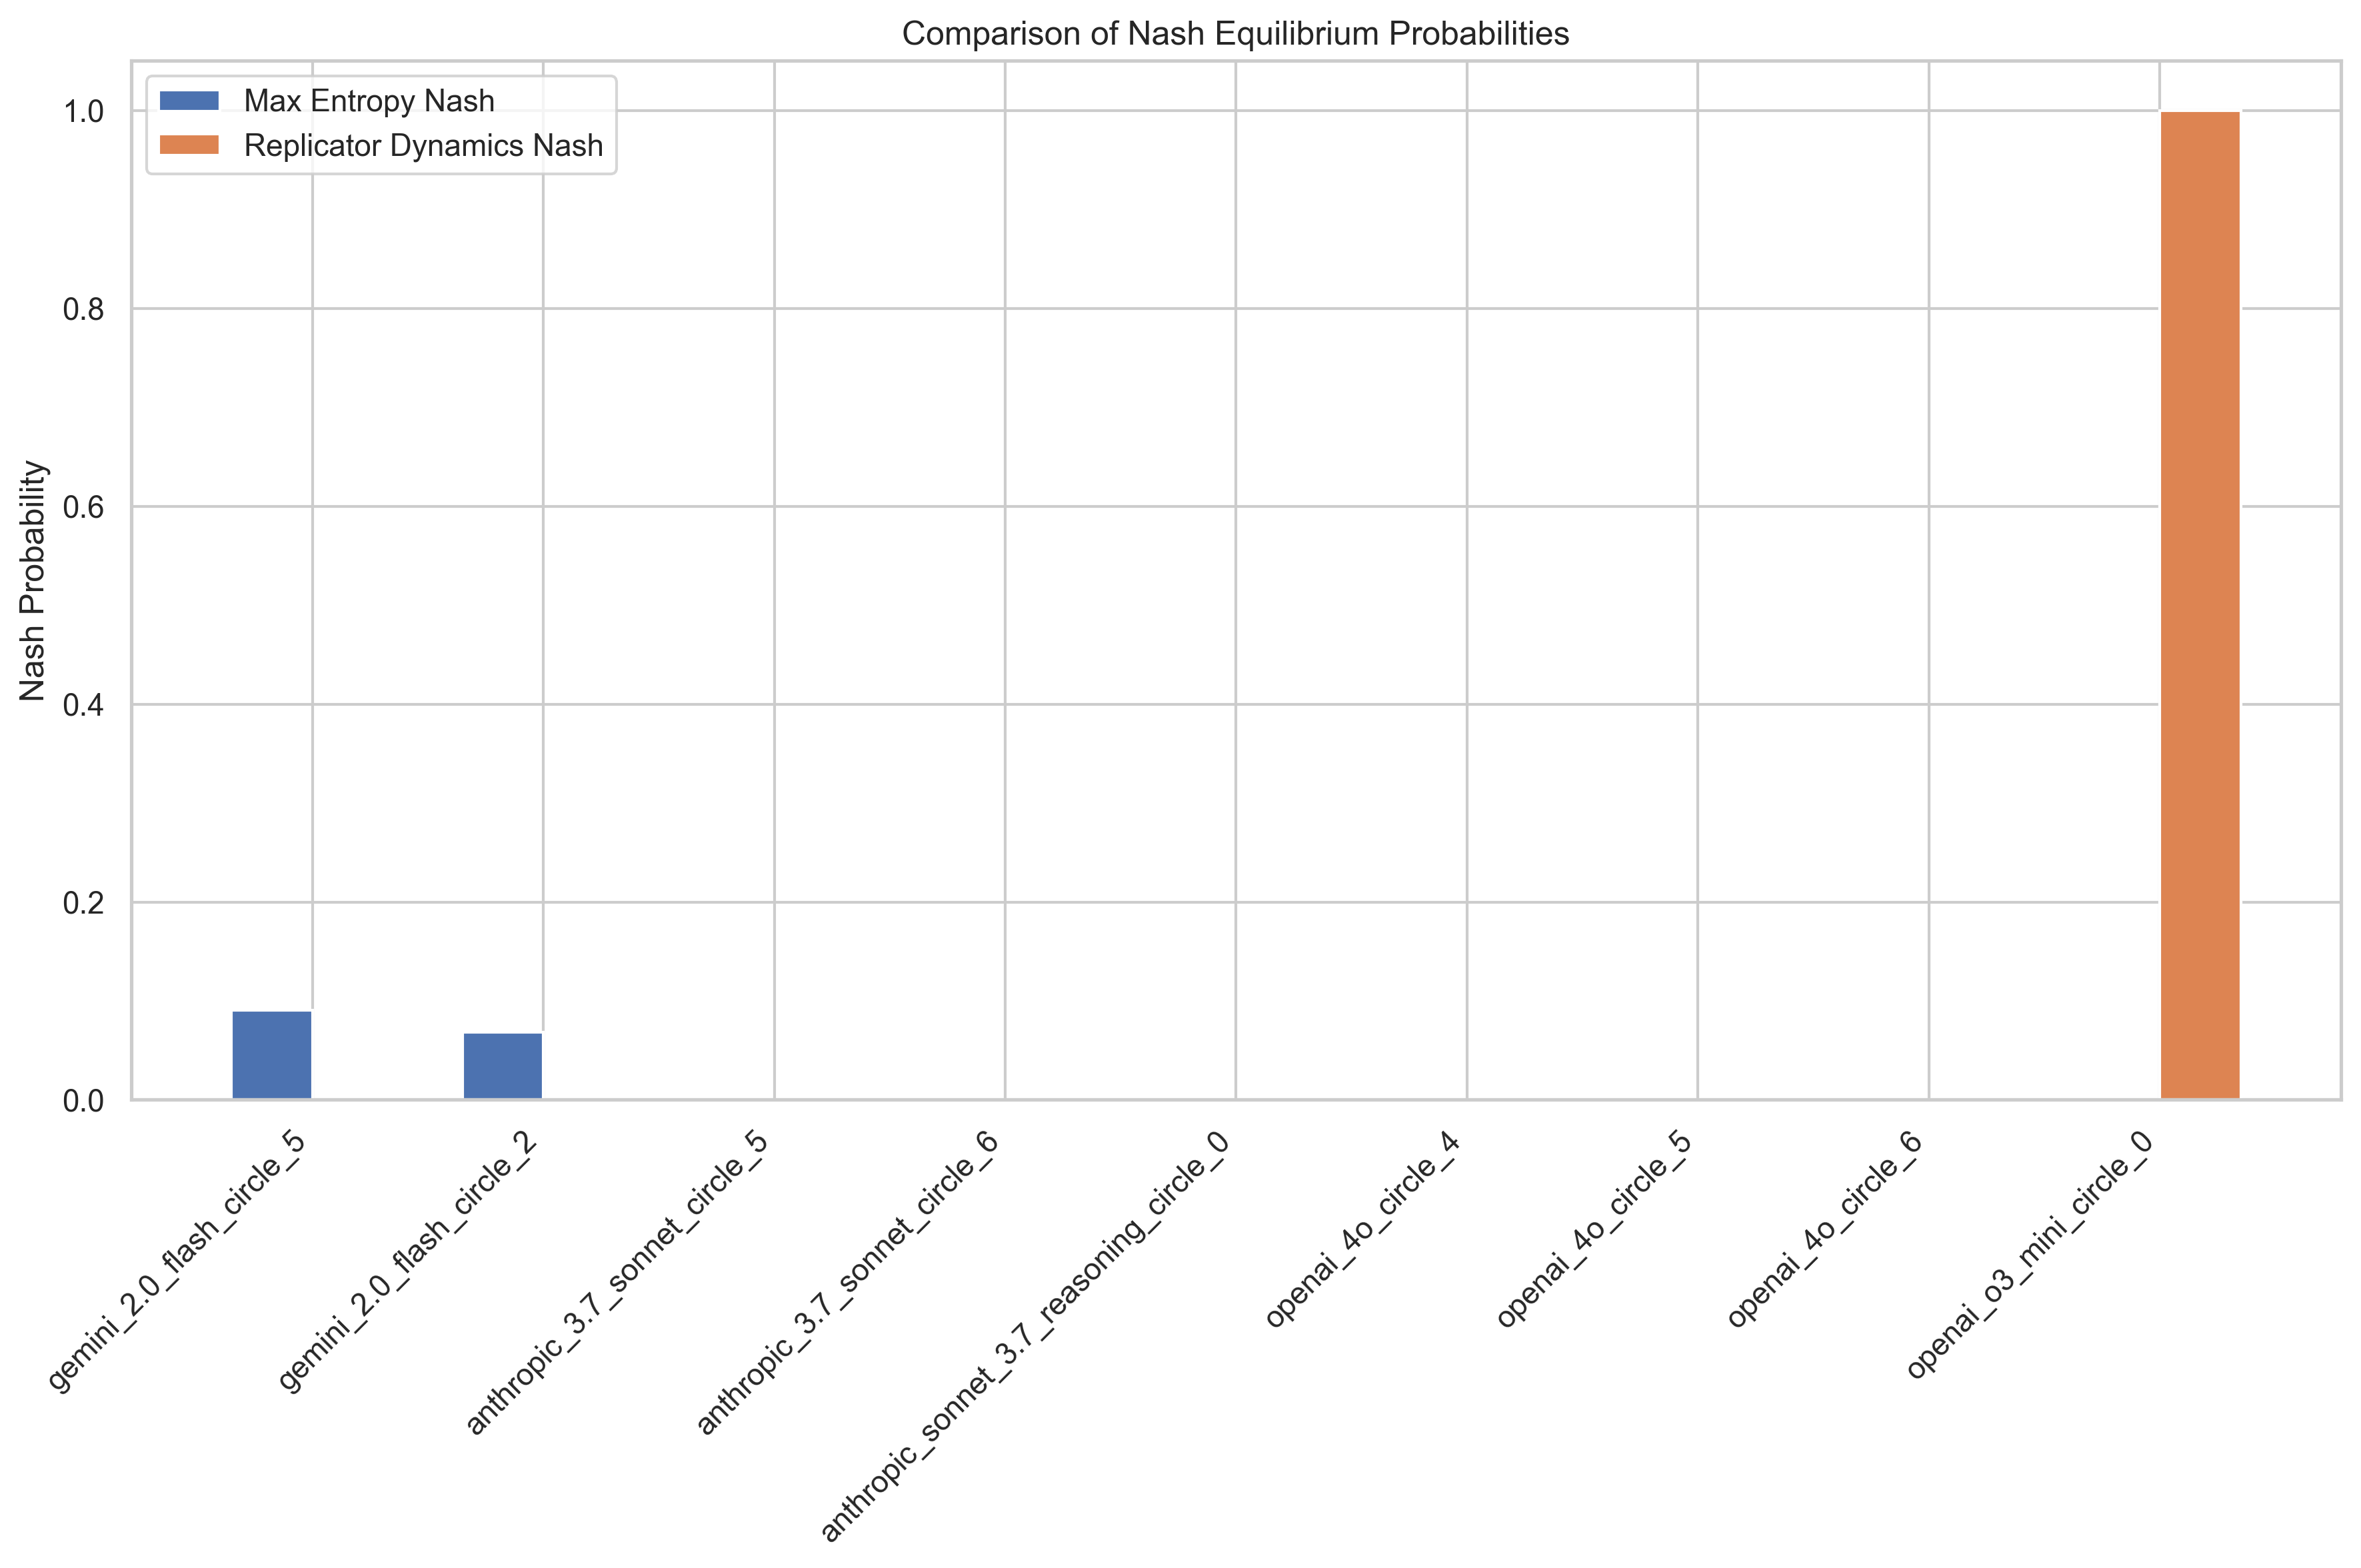 Comparison of Nash Equilibrium Probabilities
Max Entropy Nash
Replicator Dynamics Nash
Nash Probability
1.0
0.8
0.6
0.4
0.2
0.0
gemini_2.0_flash_circle_5
gemini_2.0_flash_circle_2
anthropic_3.7_sonnet_circle_5
anthropic_3.7_sonnet_circle_6
anthropic_sonnet_3.7_reasoning_circle_0
openai_4o_circle_4
openai_4o_circle_5
openai_4o_circle_6
openai_o3_mini_circle_0